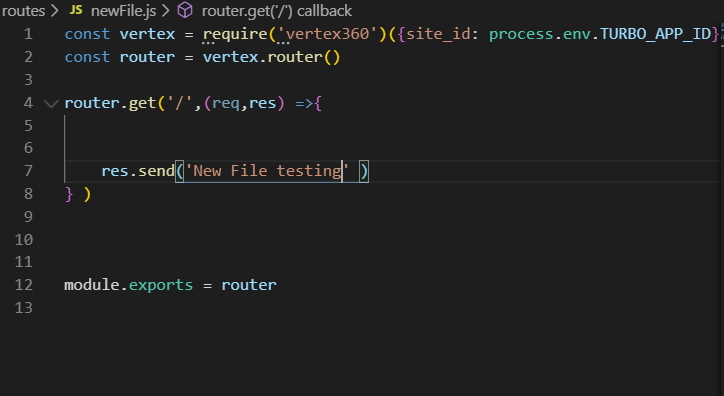 routes > JS newFile.js > router.get('/') callback
1 const vertex = require('vertex360')({site_id: process.env.TURBO_APP_ID}
2 const router = vertex.router()
3
4 router.get('/',(req,res) =>{
5
6
7 res.send('New File testing' )
8 } )
9
10
11
12 module.exports = router
13